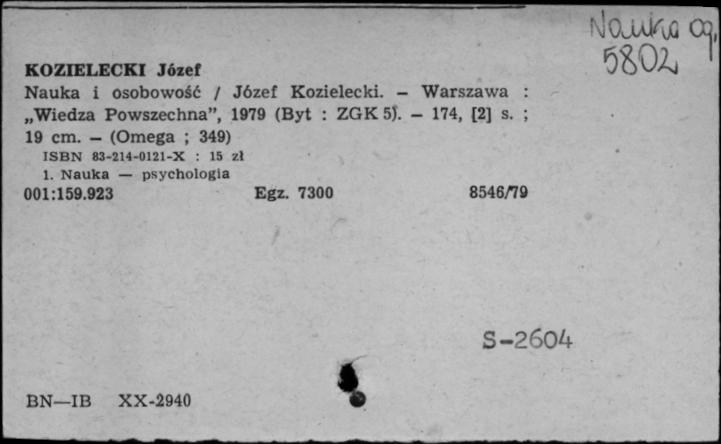 Nauka og.
5802
KOZIELECKI Józef
Nauka i osobowość / Józef Kozielecki. — Warszawa :
„Wiedza Powszechna”, 1979 (Byt : ZGK 5). — 174, [2] s. ;
19 cm. — (Omega ; 349)
ISBN 83-214-0121-X : 15 zł
1. Nauka — psychologia
001:159.923 Egz. 7300 8546/79
S-2604
BN—IB XX-2940